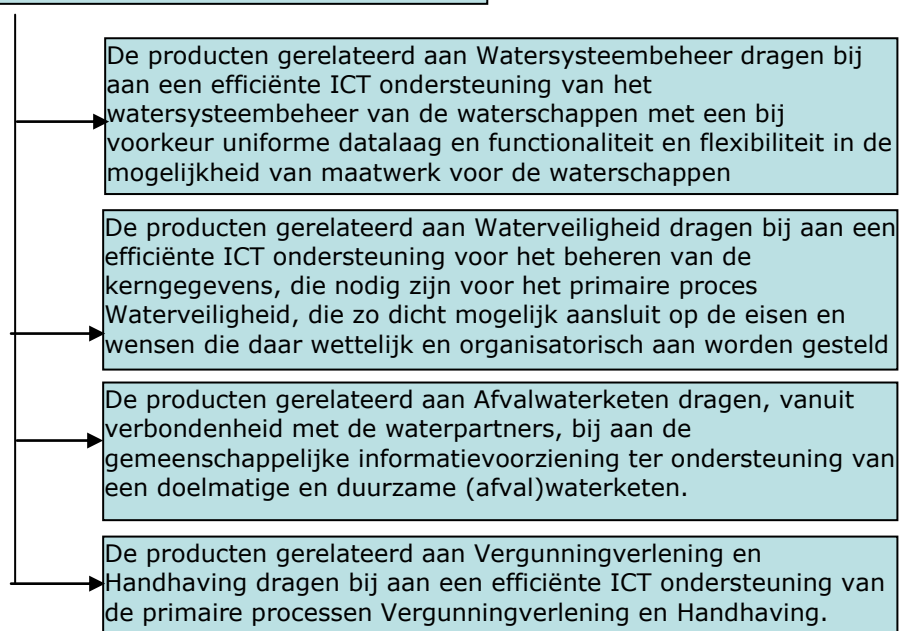 De producten gerelateerd aan Watersysteembeheer dragen bij
aan een efficiënte ICT ondersteuning van het
watersysteembeheer van de waterschappen met een bij
voorkeur uniforme datalaag en functionaliteit en flexibiliteit in de
mogelijkheid van maatwerk voor de waterschappen
De producten gerelateerd aan Waterveiligheid dragen bij aan een
efficiënte ICT ondersteuning voor het beheren van de
kerngegevens, die nodig zijn voor het primaire proces
Waterveiligheid, die zo dicht mogelijk aansluit op de eisen en
wensen die daar wettelijk en organisatorisch aan worden gesteld
De producten gerelateerd aan Afvalwaterketen dragen, vanuit
verbondenheid met de waterpartners, bij aan de
gemeenschappelijke informatievoorziening ter ondersteuning van
een doelmatige en duurzame (afval)waterketen.
De producten gerelateerd aan Vergunningverlening en
Handhaving dragen bij aan een efficiënte ICT ondersteuning van
de primaire processen Vergunningverlening en Handhaving.